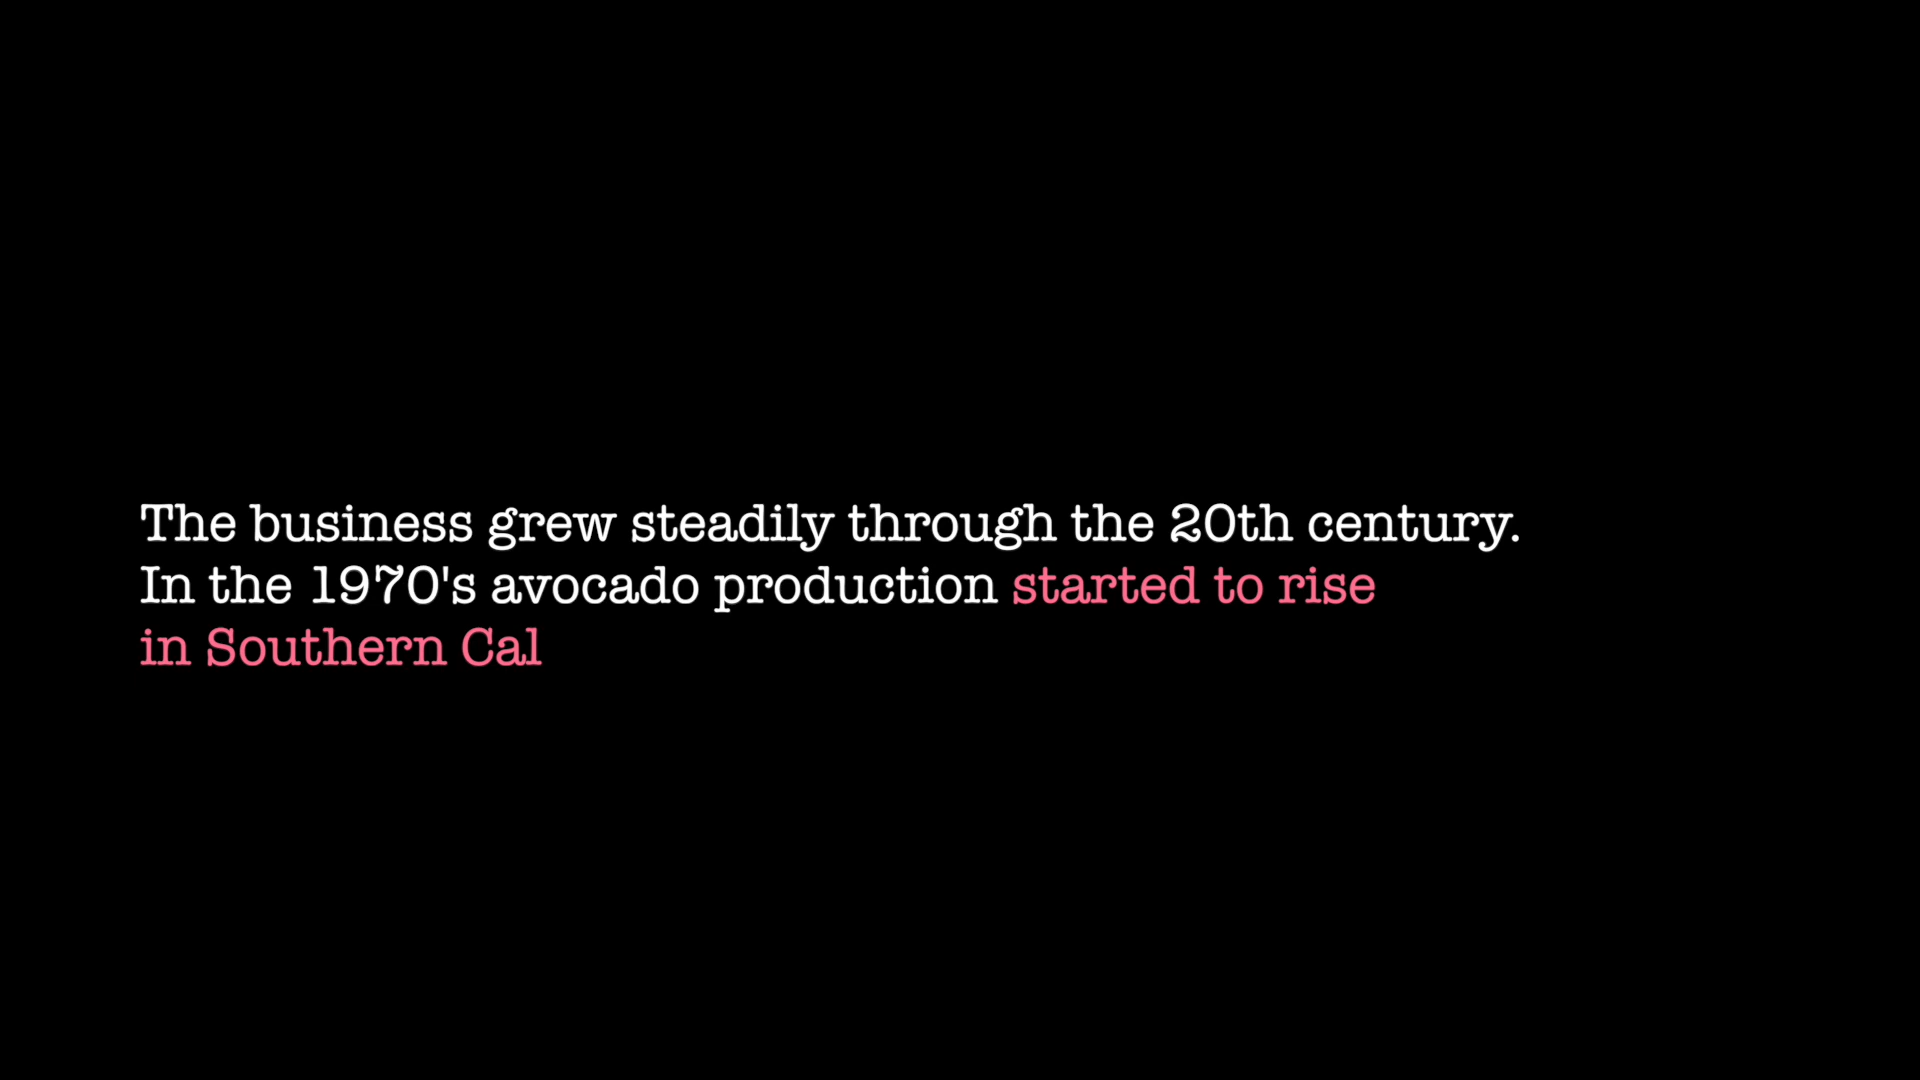 The business grew steadily through the 20th century.
In the 1970's avocado production started to rise
in Southern Cal